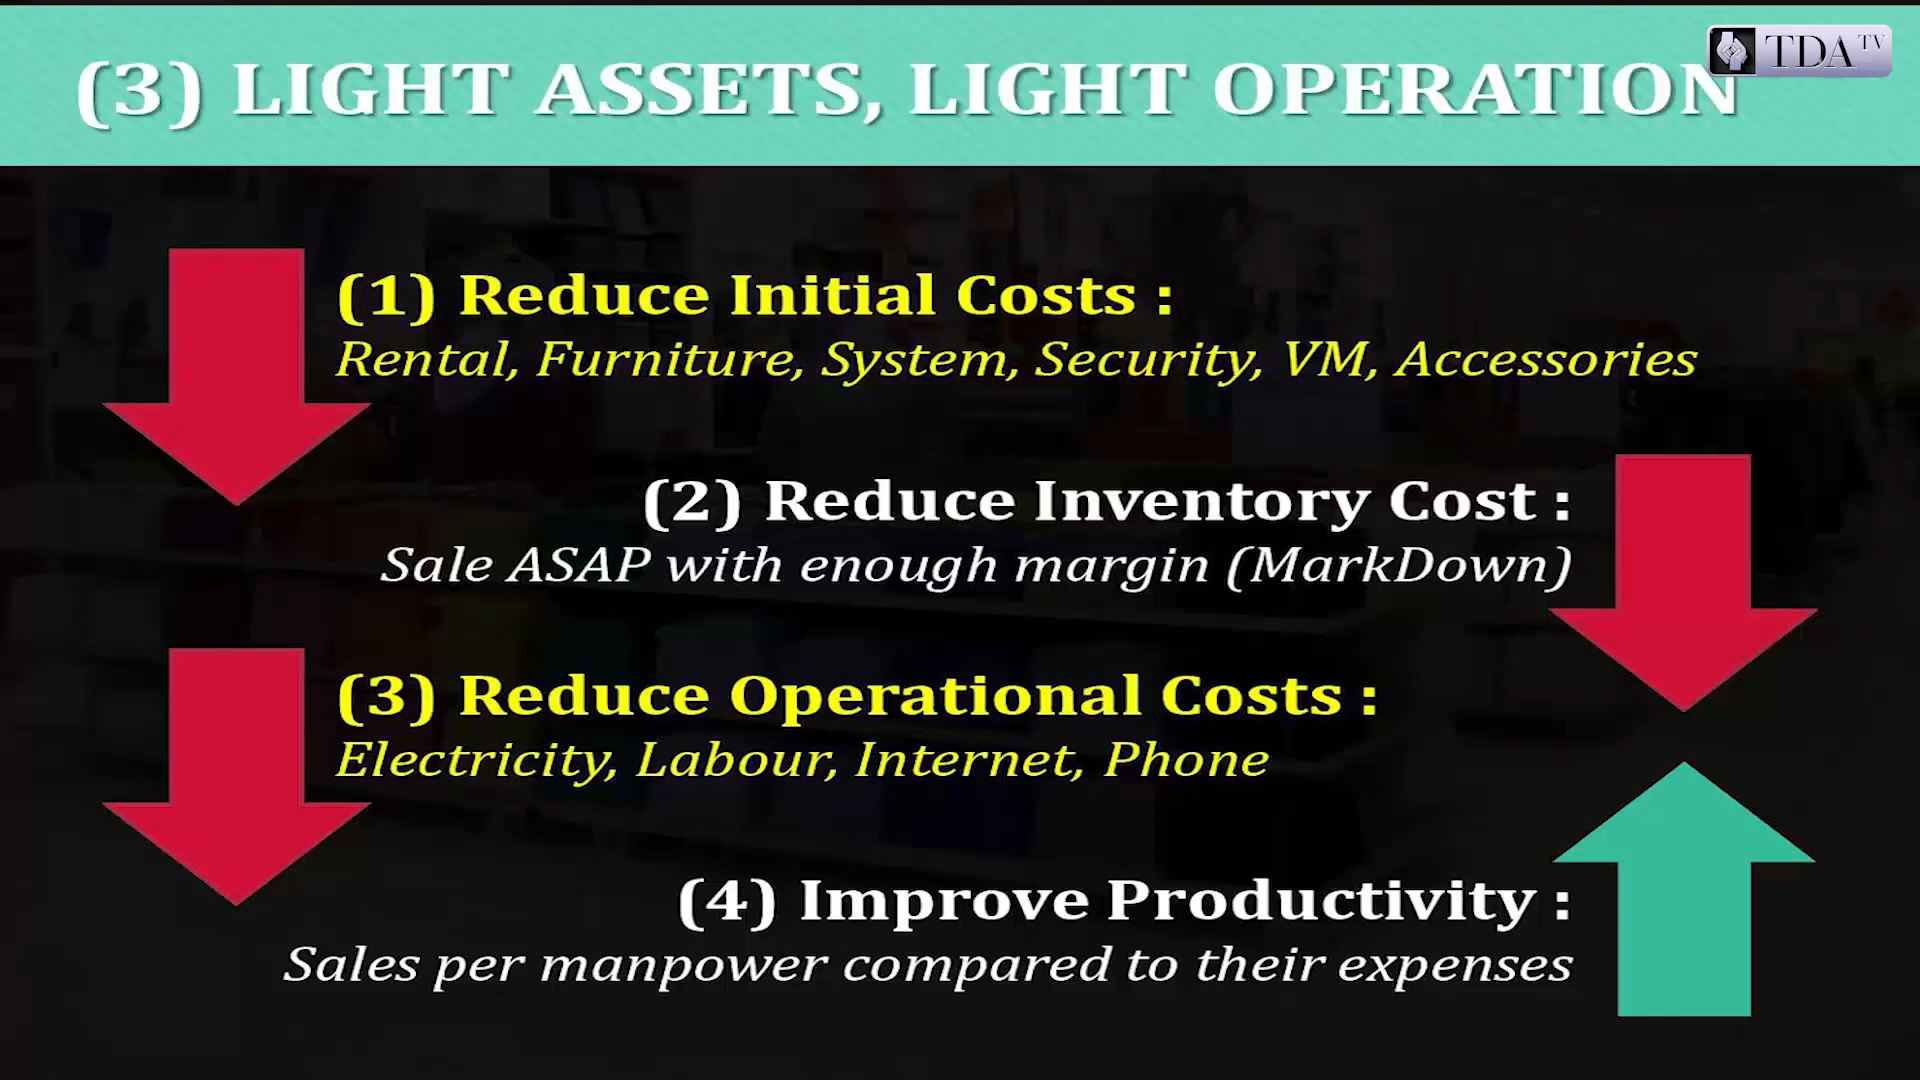 TDA TV
(3) LIGHT ASSETS, LIGHT OPERATION
(1) Reduce Initial Costs :
Rental, Furniture, System, Security, VM, Accessories
(2) Reduce Inventory Cost :
Sale ASAP with enough margin (MarkDown)
(3) Reduce Operational Costs :
Electricity, Labour, Internet, Phone
(4) Improve Productivity :
Sales per manpower compared to their expenses